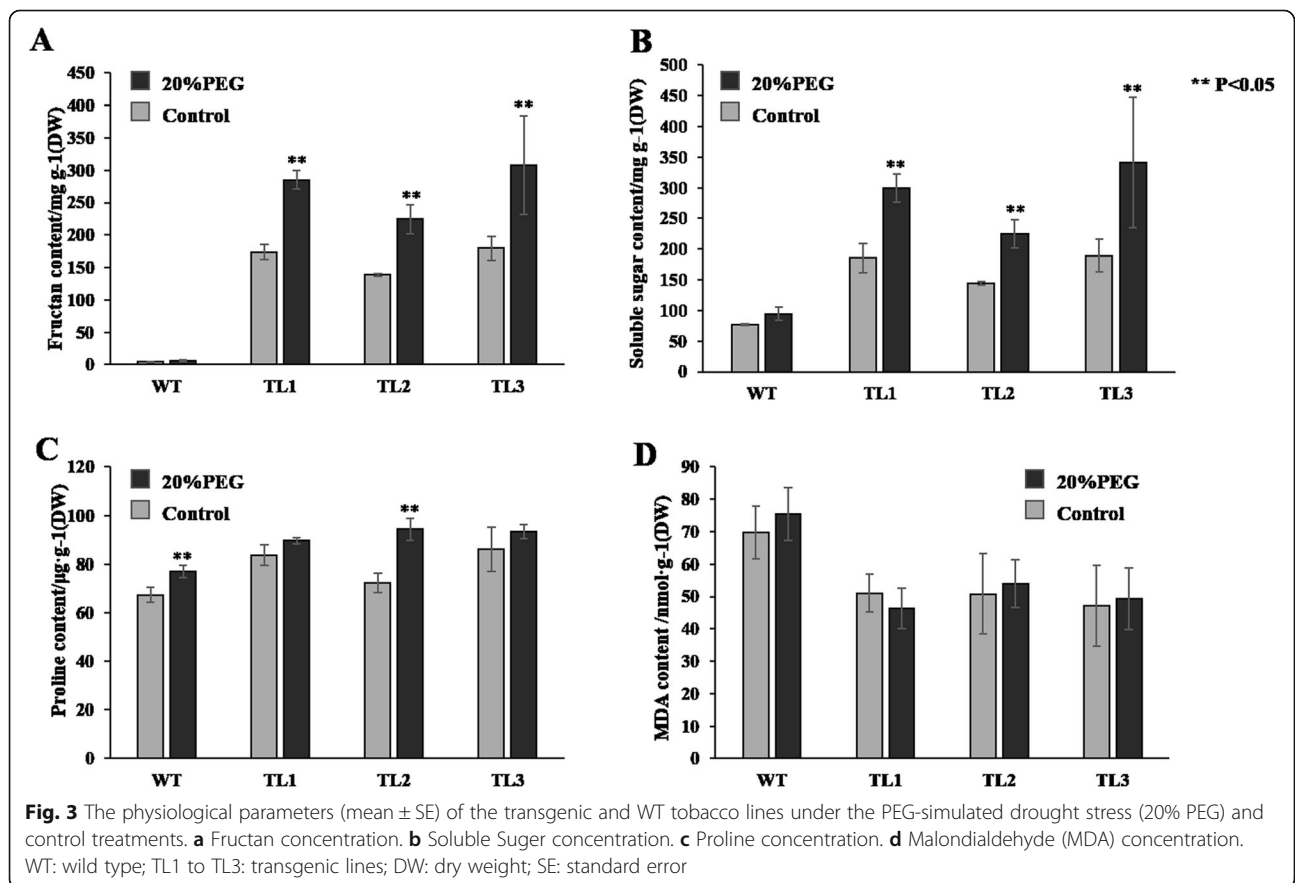 A
450
400
350
300
250
200
150
100
50
0
Fructan content/mg g-1(DW)
20%PEG
Control
**
**
**
WT TL1 TL2 TL3
B
500
450
400
350
300
250
200
150
100
50
0
Soluble sugar content/mg g-1(DW)
20%PEG
Control
**
**
**
** P<0.05
WT TL1 TL2 TL3
C
120
100
80
60
40
20
0
Proline content/µg·g-1(DW)
20%PEG
Control
**
**
WT TL1 TL2 TL3
D
90
80
70
60
50
40
30
20
10
0
MDA content /nmol·g-1(DW)
20%PEG
Control
WT TL1 TL2 TL3
Fig. 3 The physiological parameters (mean ± SE) of the transgenic and WT tobacco lines under the PEG-simulated drought stress (20% PEG) and
control treatments. a Fructan concentration. b Soluble Suger concentration. c Proline concentration. d Malondialdehyde (MDA) concentration.
WT: wild type; TL1 to TL3: transgenic lines; DW: dry weight; SE: standard error